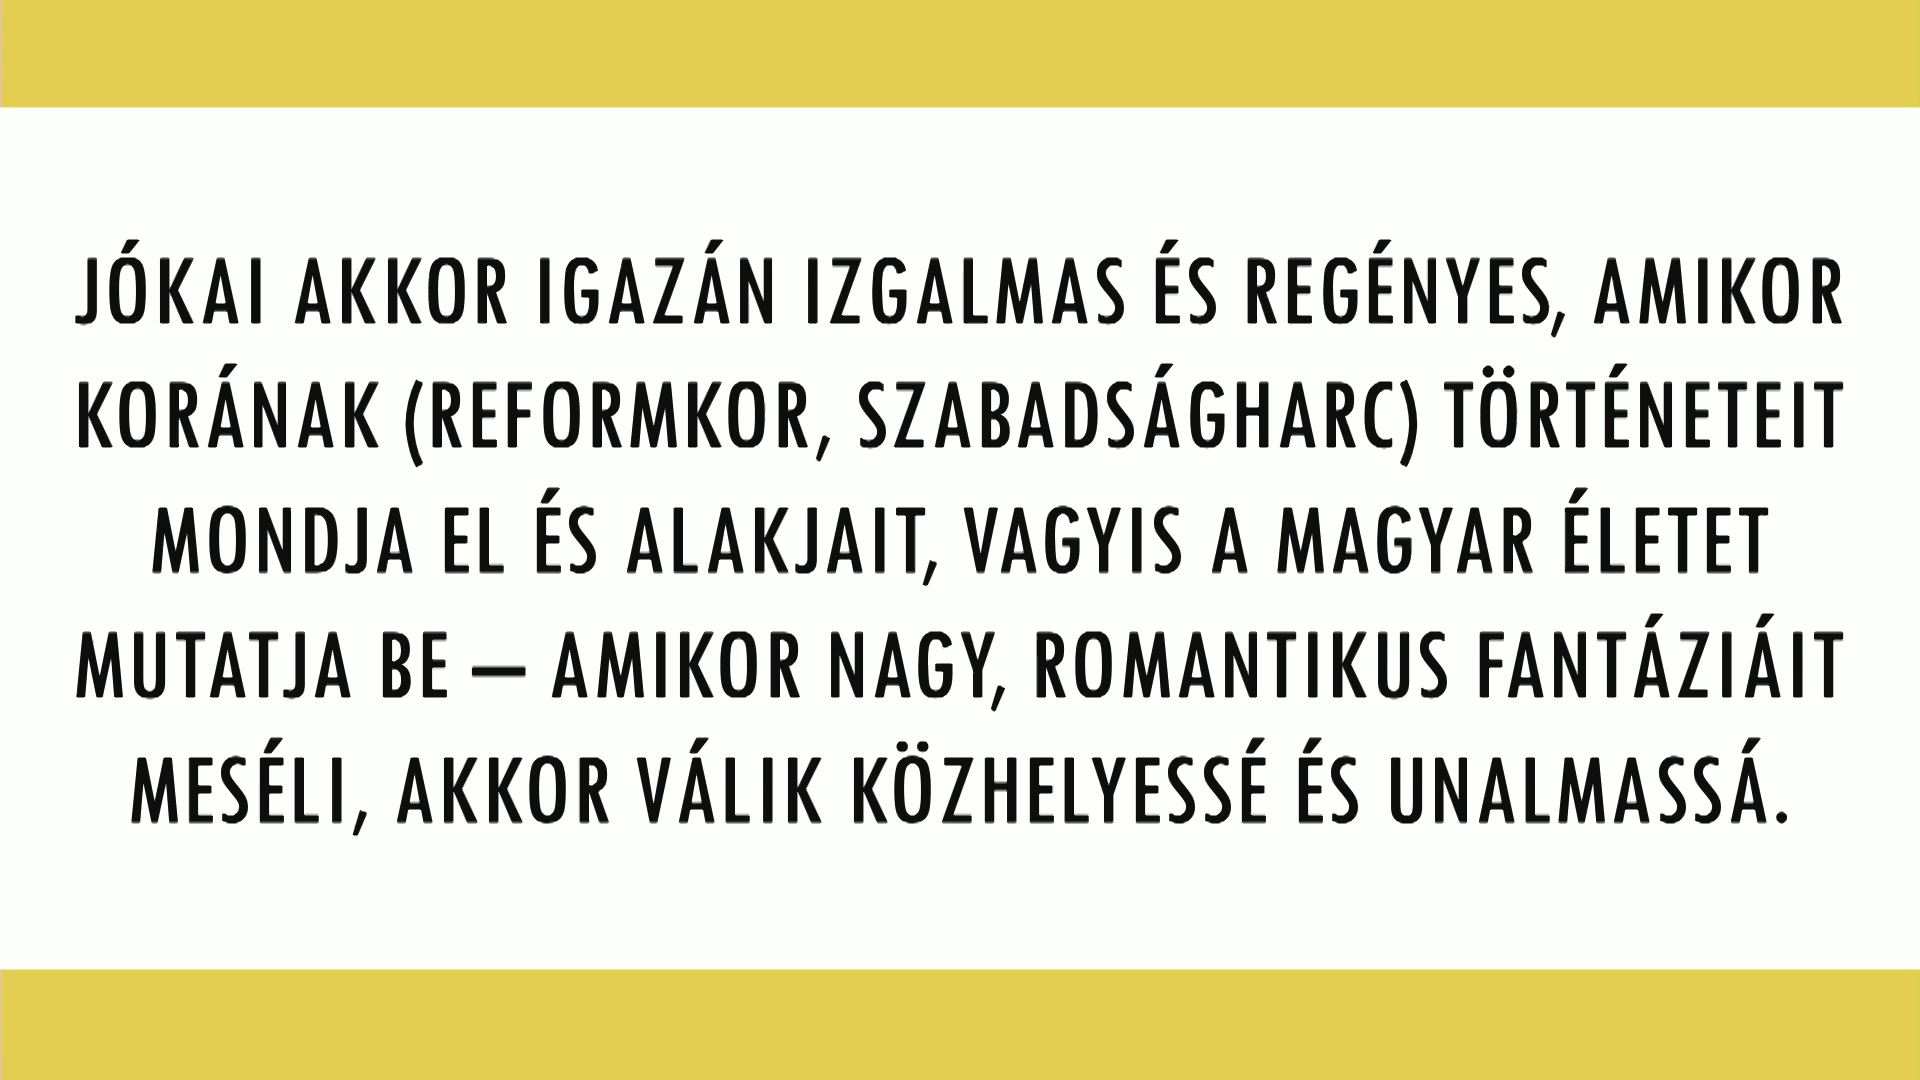 JÓKAI AKKOR IGAZÁN IZGALMAS ÉS REGÉNYES, AMIKOR
KORÁNAK (REFORMKOR, SZABADSÁGHARC) TÖRTÉNETEIT
MONDJA EL ÉS ALAKJAIT, VAGYIS A MAGYAR ÉLETET
MUTATJA BE – AMIKOR NAGY, ROMANTIKUS FANTÁZIÁIT
MESÉLI, AKKOR VÁLIK KÖZHELYESSÉ ÉS UNALMASSÁ.